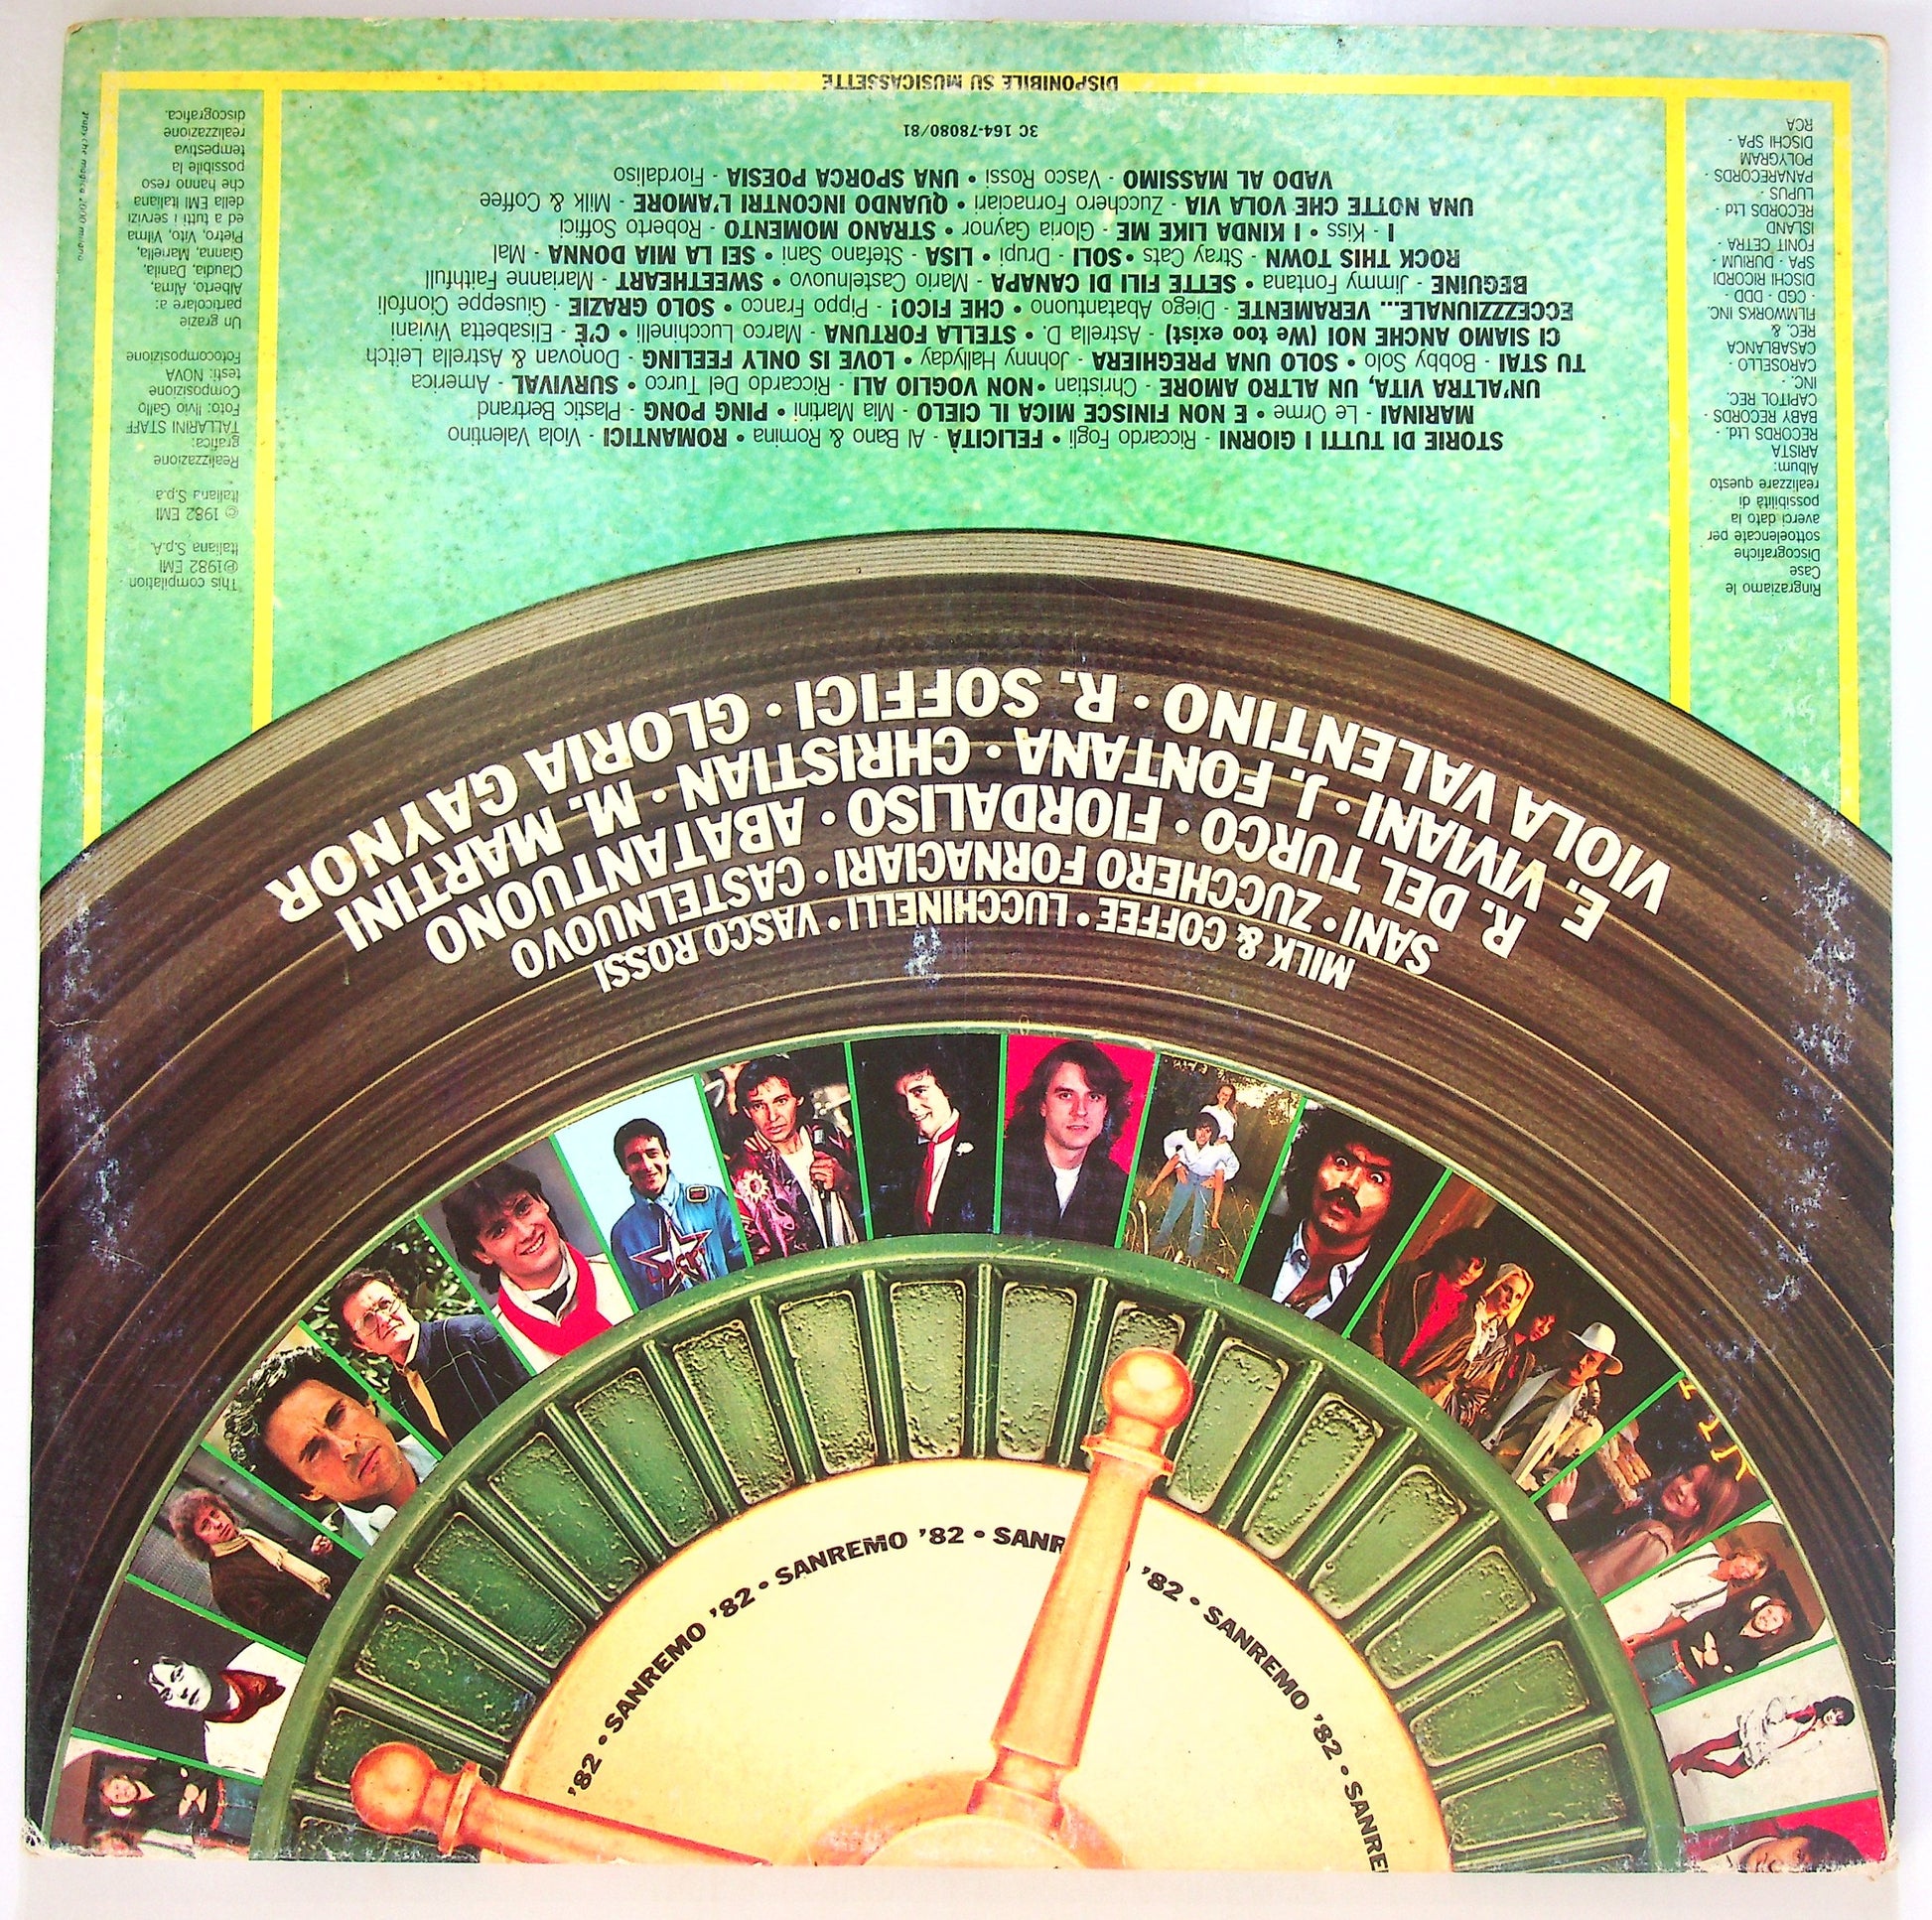 VIOLA VALENTINO · R. SOFFICI · GLORIA GAYNOR
E. VIVIANI · J. FONTANA · CHRISTIAN · M. MARTINI
R. DEL TURCO · FIORDALISO · ABATANTUONO
SANI · ZUCCHERO FORNACIARI · CASTELNUOVO
MILK & COFFEE · LUCCHINELLI · VASCO ROSSI
Ringraziamo le
Case
Discografiche
sottoelencate per
averci dato la
possibilità di
realizzare questo
Album:
ARISTA
RECORDS Ltd. -
BABY RECORDS
CAPITOL REC.
INC. -
CAROSELLO -
CASABLANCA
REC. &
FILMWORKS INC.
- CGD - DDD -
DISCHI RICORDI
SPA - DURIUM -
FONIT CETRA -
ISLAND
RECORDS Ltd -
LUPUS -
PANARECORDS -
POLYGRAM
DISCHI SPA -
RCA
STORIE DI TUTTI I GIORNI - Riccardo Fogli • FELICITÀ - Al Bano & Romina • ROMANTICI - Viola Valentino
MARINAI - Le Orme • E NON FINISCE MICA IL CIELO - Mia Martini • PING PONG - Plastic Bertrand
UN'ALTRA VITA, UN ALTRO AMORE - Christian • NON VOGLIO ALI - Riccardo Del Turco • SURVIVAL - America
TU STAI - Bobby Solo • SOLO UNA PREGHIERA - Johnny Hallyday • LOVE IS ONLY FEELING - Donovan & Astrella Leitch
CI SIAMO ANCHE NOI (We too exist) - Astrella D. • STELLA FORTUNA - Marco Lucchinelli • C'È - Elisabetta Viviani
ECCEZZZIUNALE... VERAMENTE - Diego Abatantuono • CHE FICO! - Pippo Franco • SOLO GRAZIE - Giuseppe Cionfoli
BEGUINE - Jimmy Fontana • SETTE FILI DI CANAPA - Mario Castelnuovo • SWEETHEART - Marianne Faithfull
ROCK THIS TOWN - Stray Cats • SOLI - Drupi • LISA - Stefano Sani • SEI LA MIA DONNA - Mal
I - Kiss • I KINDA LIKE ME - Gloria Gaynor • STRANO MOMENTO - Roberto Soffici
UNA NOTTE CHE VOLA VIA - Zucchero Fornaciari • QUANDO INCONTRI L'AMORE - Milk & Coffee
VADO AL MASSIMO - Vasco Rossi • UNA SPORCA POESIA - Fiordaliso
3C 164-78080/81
DISPONIBILE SU MUSICASSETTE
This compilation
℗1982 EMI
Italiana S.p.A.
© 1982 EMI
Italiana S.p.a
Realizzazione
grafica:
TALLARINI STAFF
Foto: Ilvio Gallo
Composizione
testi: NOVA
Fotocomposizione
Un grazie
particolare a:
Alberto, Alma,
Claudia, Danila,
Gianna, Mariella,
Pietro, Vito, Vilma
ed a tutti i servizi
della EMI Italiana
che hanno reso
possibile la
tempestiva
realizzazione
discografica.
'82 • SANREMO '82 • SANREMO '82 • SANR O '82 • SANREMO '82 • SANRE